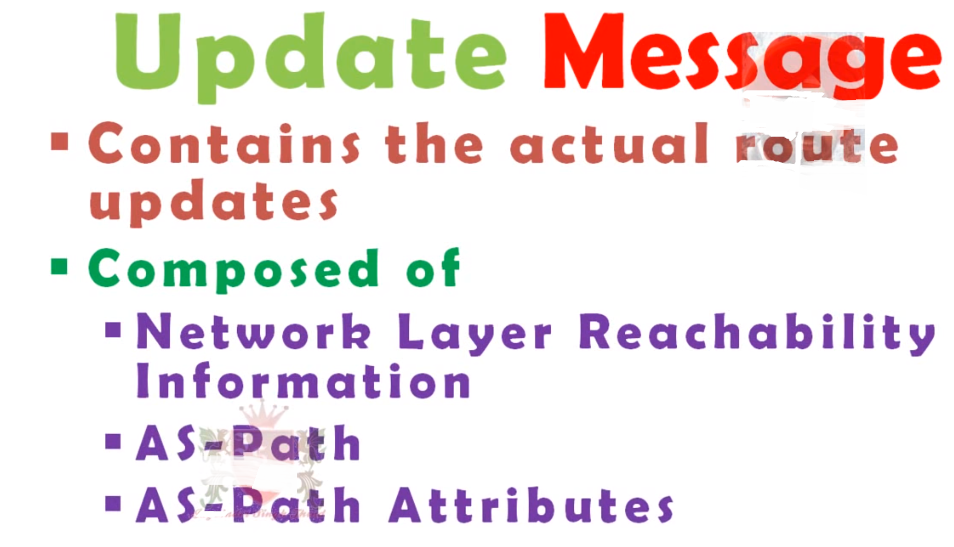 Update Message
▪ Contains the actual route
updates
▪ Composed of
▪ Network Layer Reachability
Information
▪ AS-Path
▪ AS-Path Attributes